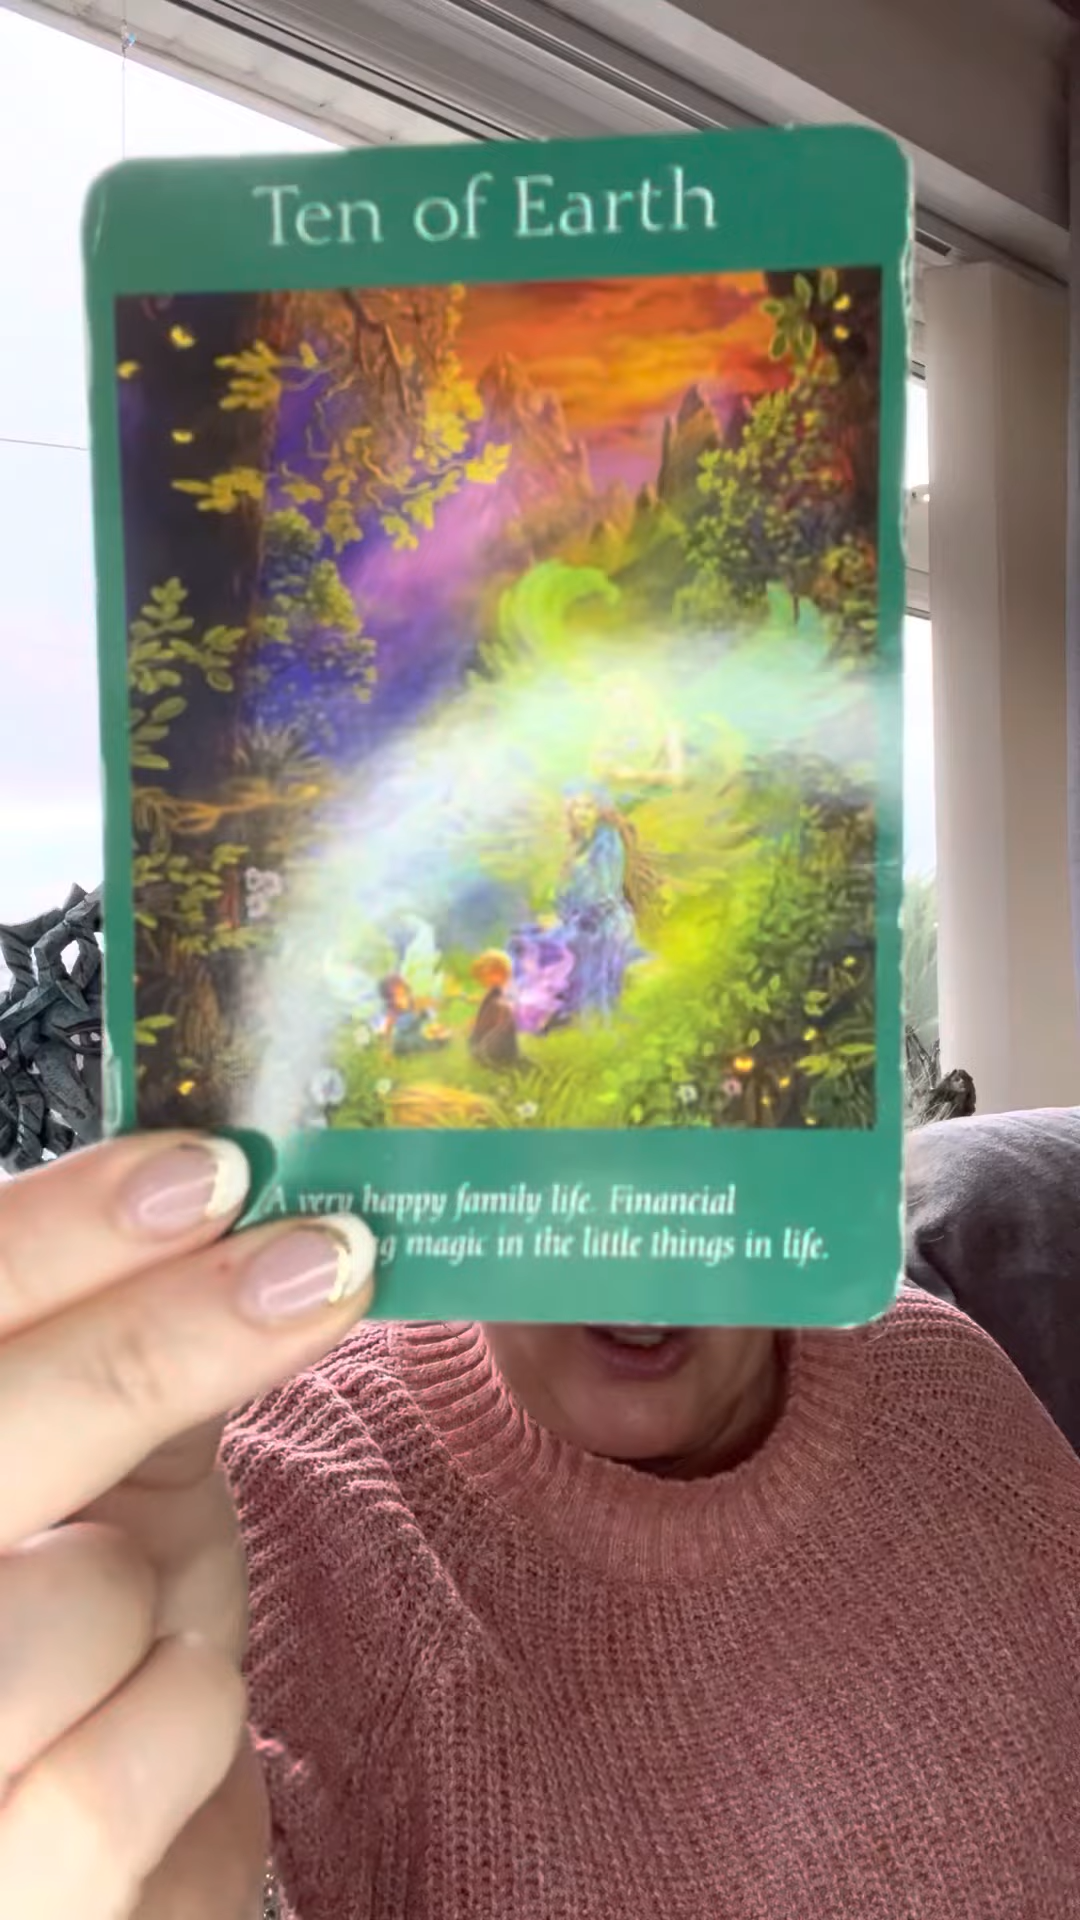 Ten of Earth
A very happy family life. Financial
magic in the little things in life.